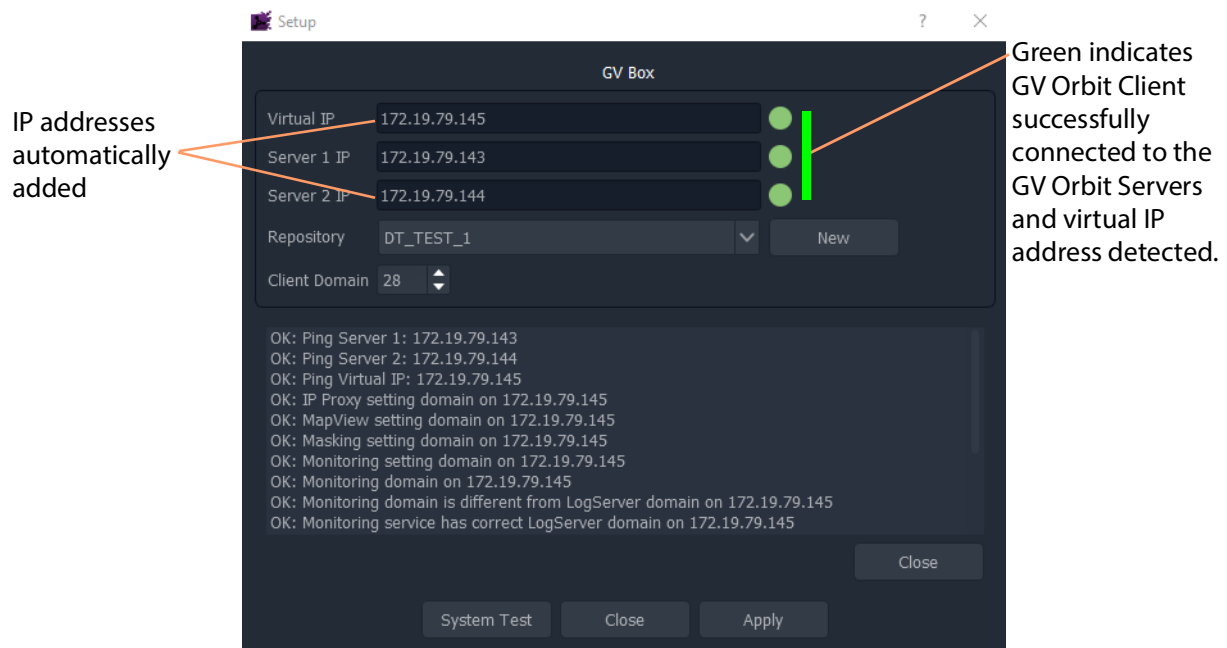 Setup
GV Box
IP addresses
automatically
added
Virtual IP 172.19.79.145
Server 1 IP 172.19.79.143
Server 2 IP 172.19.79.144
Repository DT_TEST_1 New
Client Domain 28
Green indicates
GV Orbit Client
successfully
connected to the
GV Orbit Servers
and virtual IP
address detected.
OK: Ping Server 1: 172.19.79.143
OK: Ping Server 2: 172.19.79.144
OK: Ping Virtual IP: 172.19.79.145
OK: IP Proxy setting domain on 172.19.79.145
OK: MapView setting domain on 172.19.79.145
OK: Masking setting domain on 172.19.79.145
OK: Monitoring setting domain on 172.19.79.145
OK: Monitoring domain on 172.19.79.145
OK: Monitoring domain is different from LogServer domain on 172.19.79.145
OK: Monitoring service has correct LogServer domain on 172.19.79.145
Close
System Test Close Apply